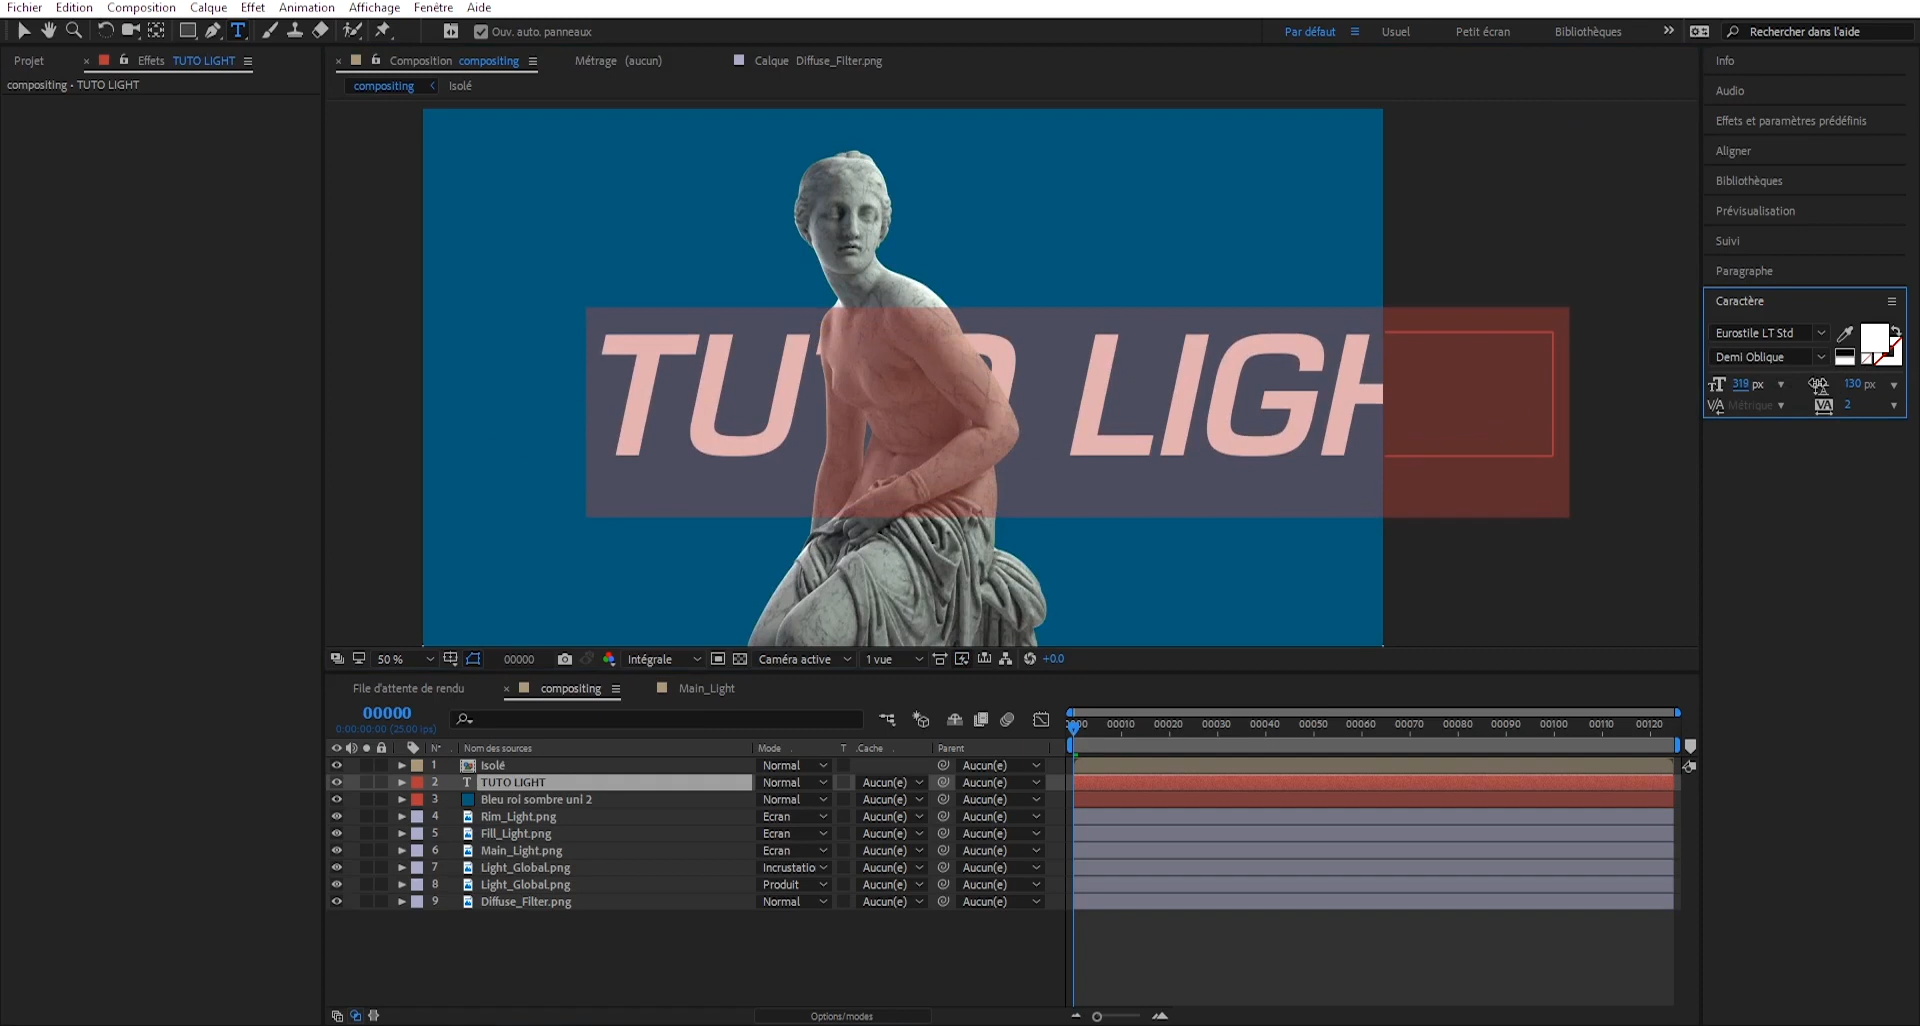 Fichier Edition Composition Calque Effet Animation Affichage Fenêtre Aide
Ouv. auto. panneaux
Par défaut Usuel Petit écran Bibliothèques Rechercher dans l'aide
Projet Effets TUTO LIGHT
Composition compositing Métrage (aucun) Calque Diffuse_Filter.png
compositing • TUTO LIGHT
compositing Isolé
Info
Audio
Effets et paramètres prédéfinis
Aligner
Bibliothèques
Prévisualisation
Suivi
Paragraphe
Caractère
Eurostile LT Std
Demi Oblique
319 px 130 px
Métrique 2
TUTO LIGH
50 % 00000 Intégrale Caméra active 1 vue +0.0
File d'attente de rendu compositing Main_Light
00000
0:00:00:00 (25.00 ips)
00010 00020 00030 00040 00050 00060 00070 00080 00090 00100 00110 00120
N° Nom des sources Mode T .Cache Parent
1 Isolé Normal Aucun(e)
2 TUTO LIGHT Normal Aucun(e) Aucun(e)
3 Bleu roi sombre uni 2 Normal Aucun(e) Aucun(e)
4 Rim_Light.png Ecran Aucun(e) Aucun(e)
5 Fill_Light.png Ecran Aucun(e) Aucun(e)
6 Main_Light.png Ecran Aucun(e) Aucun(e)
7 Light_Global.png Incrustatio Aucun(e) Aucun(e)
8 Light_Global.png Produit Aucun(e) Aucun(e)
9 Diffuse_Filter.png Normal Aucun(e) Aucun(e)
Options/modes